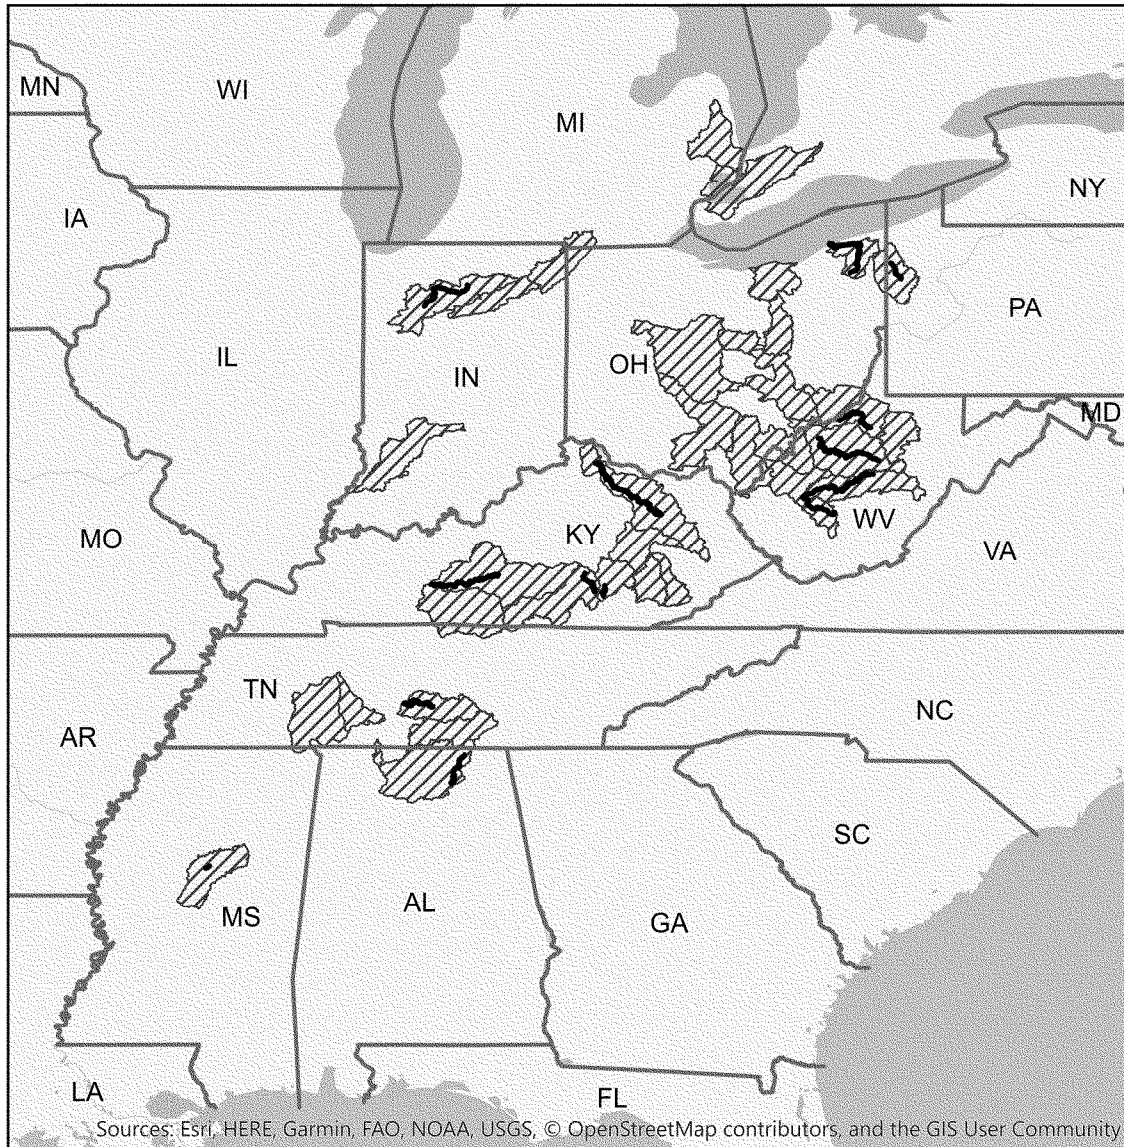 MN
WI
MI
NY
IA
PA
IL
IN
OH
MD
MO
KY
WV
VA
TN
NC
AR
SC
MS
AL
GA
LA
FL
Sources: Esri, HERE, Garmin, FAO, NOAA, USGS, © OpenStreetMap contributors, and the GIS User Community